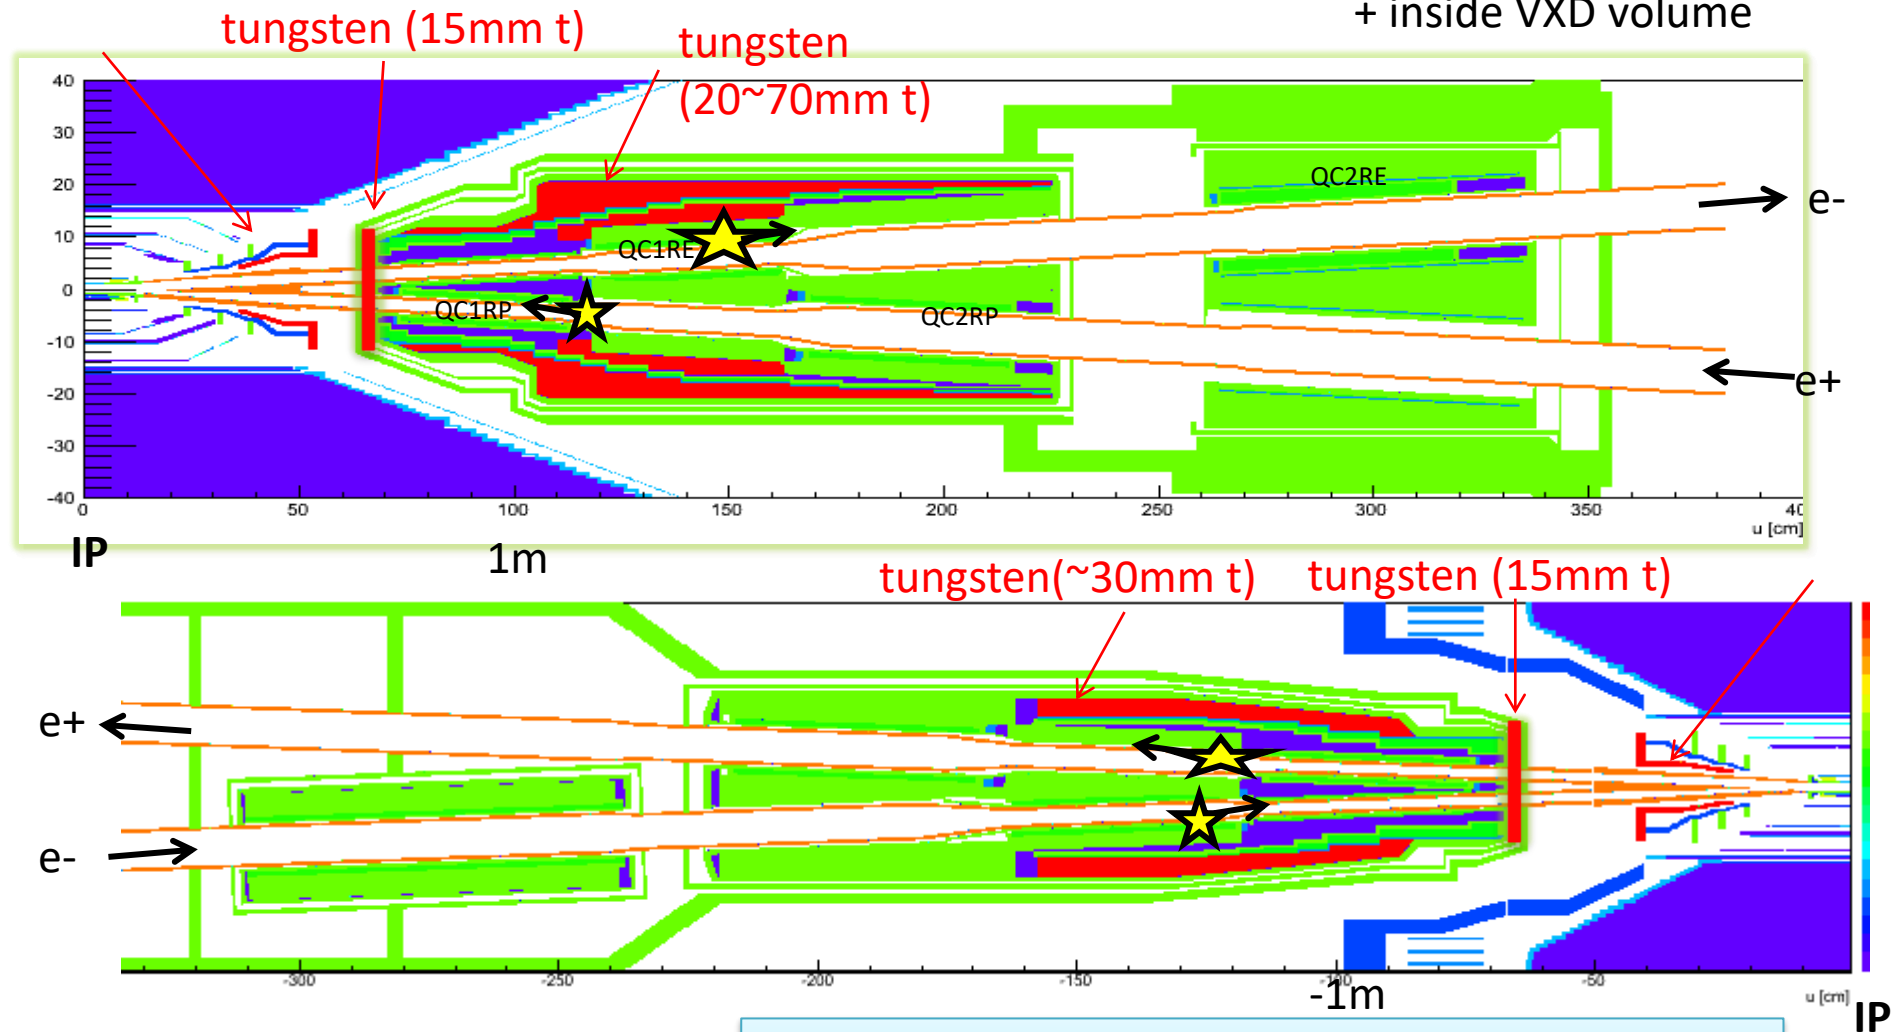 + inside VXD volume
tungsten (15mm t)
tungsten
(20~70mm t)
40
30
20
10
0
-10
-20
-30
-40
QC2RE
QC1RE
QC1RP
QC2RP
e-
e+
0 50 100 150 200 250 300 350 40
u [cm]
IP
1m
tungsten(~30mm t)
tungsten (15mm t)
e+
e-
-300 -250 -200 -150 -100 -50
-1m
u [cm]
IP